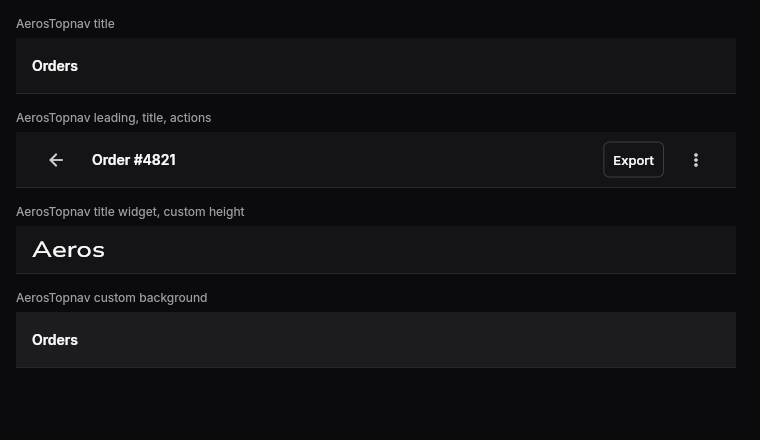 AerosTopnav title
Orders
AerosTopnav leading, title, actions
Order #4821 Export
AerosTopnav title widget, custom height
Aeros
AerosTopnav custom background
Orders